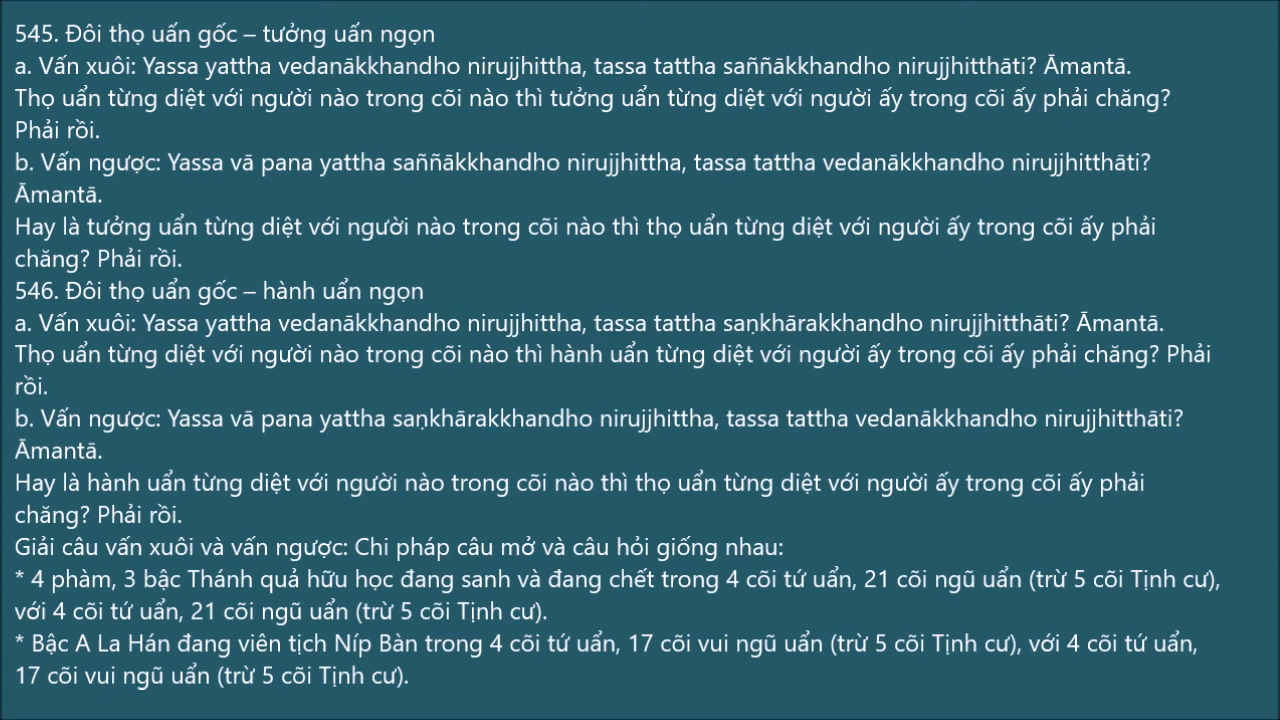 545. Đôi thọ uẩn gốc – tưởng uẩn ngọn
a. Vấn xuôi: Yassa yattha vedanākkhandho nirujjhittha, tassa tattha saññākkhandho nirujjhitthāti? Āmantā.
Thọ uẩn từng diệt với người nào trong cõi nào thì tưởng uẩn từng diệt với người ấy trong cõi ấy phải chăng?
Phải rồi.
b. Vấn ngược: Yassa vā pana yattha saññākkhandho nirujjhittha, tassa tattha vedanākkhandho nirujjhitthāti?
Āmantā.
Hay là tưởng uẩn từng diệt với người nào trong cõi nào thì thọ uẩn từng diệt với người ấy trong cõi ấy phải
chăng? Phải rồi.
546. Đôi thọ uẩn gốc – hành uẩn ngọn
a. Vấn xuôi: Yassa yattha vedanākkhandho nirujjhittha, tassa tattha saṇkhārakkhandho nirujjhitthāti? Āmantā.
Thọ uẩn từng diệt với người nào trong cõi nào thì hành uẩn từng diệt với người ấy trong cõi ấy phải chăng? Phải
rồi.
b. Vấn ngược: Yassa vā pana yattha saṇkhārakkhandho nirujjhittha, tassa tattha vedanākkhandho nirujjhitthāti?
Āmantā.
Hay là hành uẩn từng diệt với người nào trong cõi nào thì thọ uẩn từng diệt với người ấy trong cõi ấy phải
chăng? Phải rồi.
Giải câu vấn xuôi và vấn ngược: Chi pháp câu mở và câu hỏi giống nhau:
* 4 phàm, 3 bậc Thánh quả hữu học đang sanh và đang chết trong 4 cõi tứ uẩn, 21 cõi ngũ uẩn (trừ 5 cõi Tịnh cư),
với 4 cõi tứ uẩn, 21 cõi ngũ uẩn (trừ 5 cõi Tịnh cư).
* Bậc A La Hán đang viên tịch Níp Bàn trong 4 cõi tứ uẩn, 17 cõi vui ngũ uẩn (trừ 5 cõi Tịnh cư), với 4 cõi tứ uẩn,
17 cõi vui ngũ uẩn (trừ 5 cõi Tịnh cư).